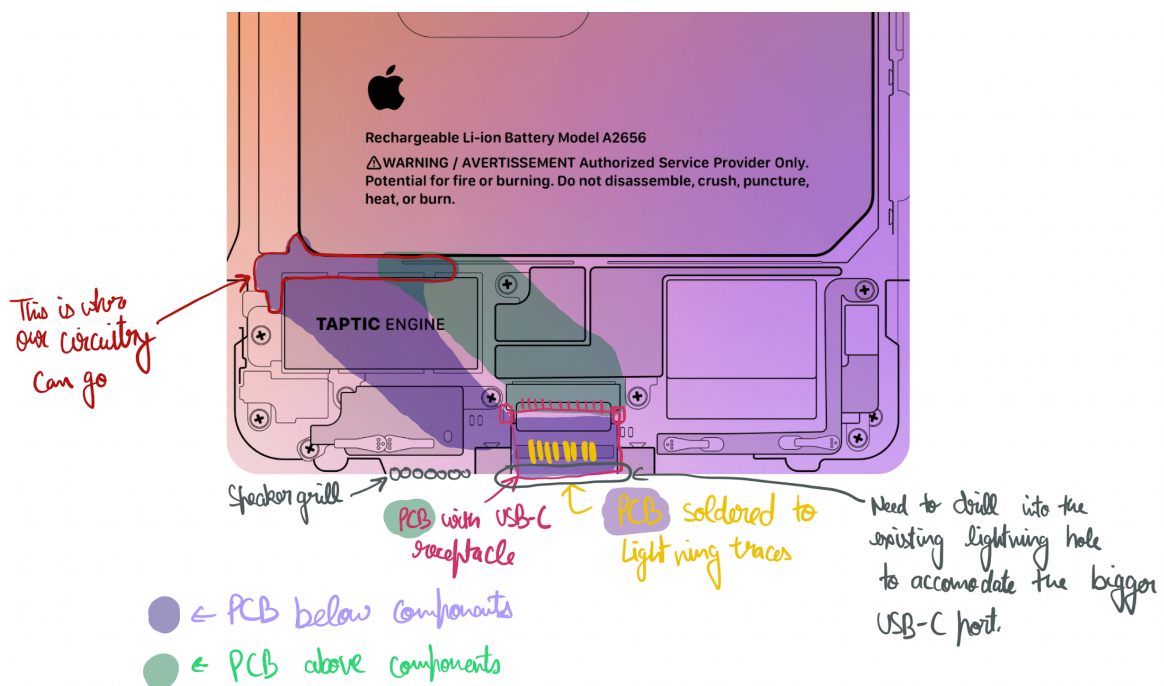 Rechargeable Li-ion Battery Model A2656
⚠WARNING / AVERTISSEMENT Authorized Service Provider Only.
Potential for fire or burning. Do not disassemble, crush, puncture,
heat, or burn.
TAPTIC ENGINE
This is where
our circuitry
can go
Speaker grill
PCB with USB-C
receptacle
PCB soldered to
Lightning traces
Need to drill into the
existing lightning hole
to accomodate the bigger
USB-C port.
← PCB below components
← PCB above components